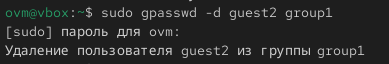 ovm@vbox:~$ sudo gpasswd -d guest2 group1
[sudo] пароль для ovm:
Удаление пользователя guest2 из группы group1